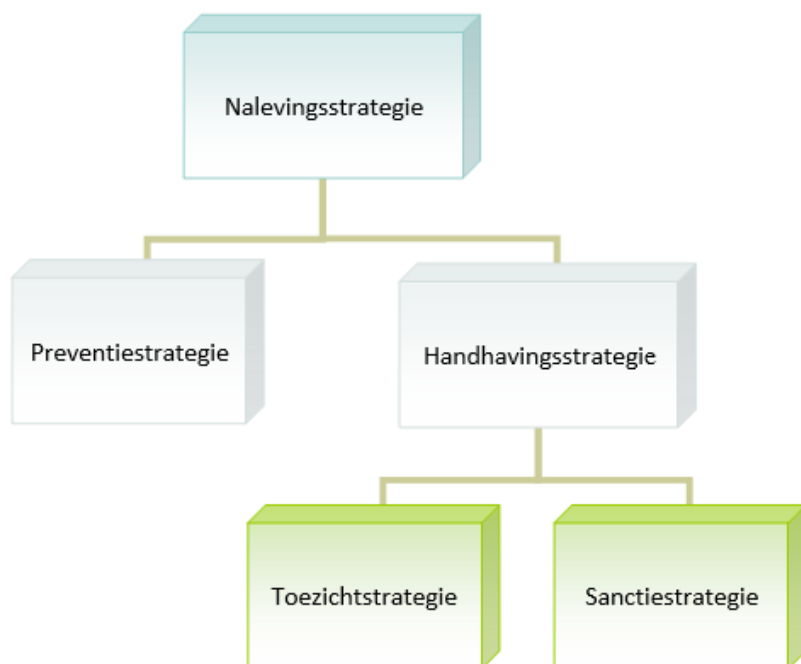 Nalevingsstrategie
Preventiestrategie
Handhavingsstrategie
Toezichtstrategie
Sanctiestrategie